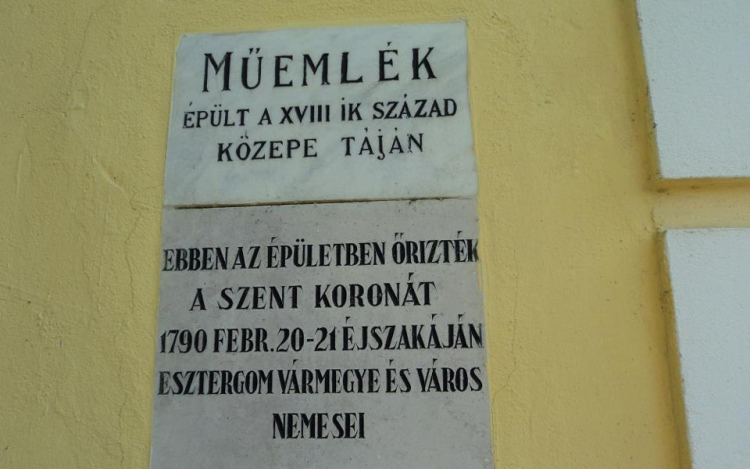 MŰEMLÉK
ÉPÜLT A XVIII İK SZÁZAD
KÖZEPE TÁJÁN
EBBEN AZ ÉPÜLETBEN ŐRIZTÉK
A SZENT KORONÁT
1790 FEBR. 20-21 ÉJSZAKÁJÁN
ESZTERGOM VÁRMEGYE ÉS VÁROS
NEMESEI